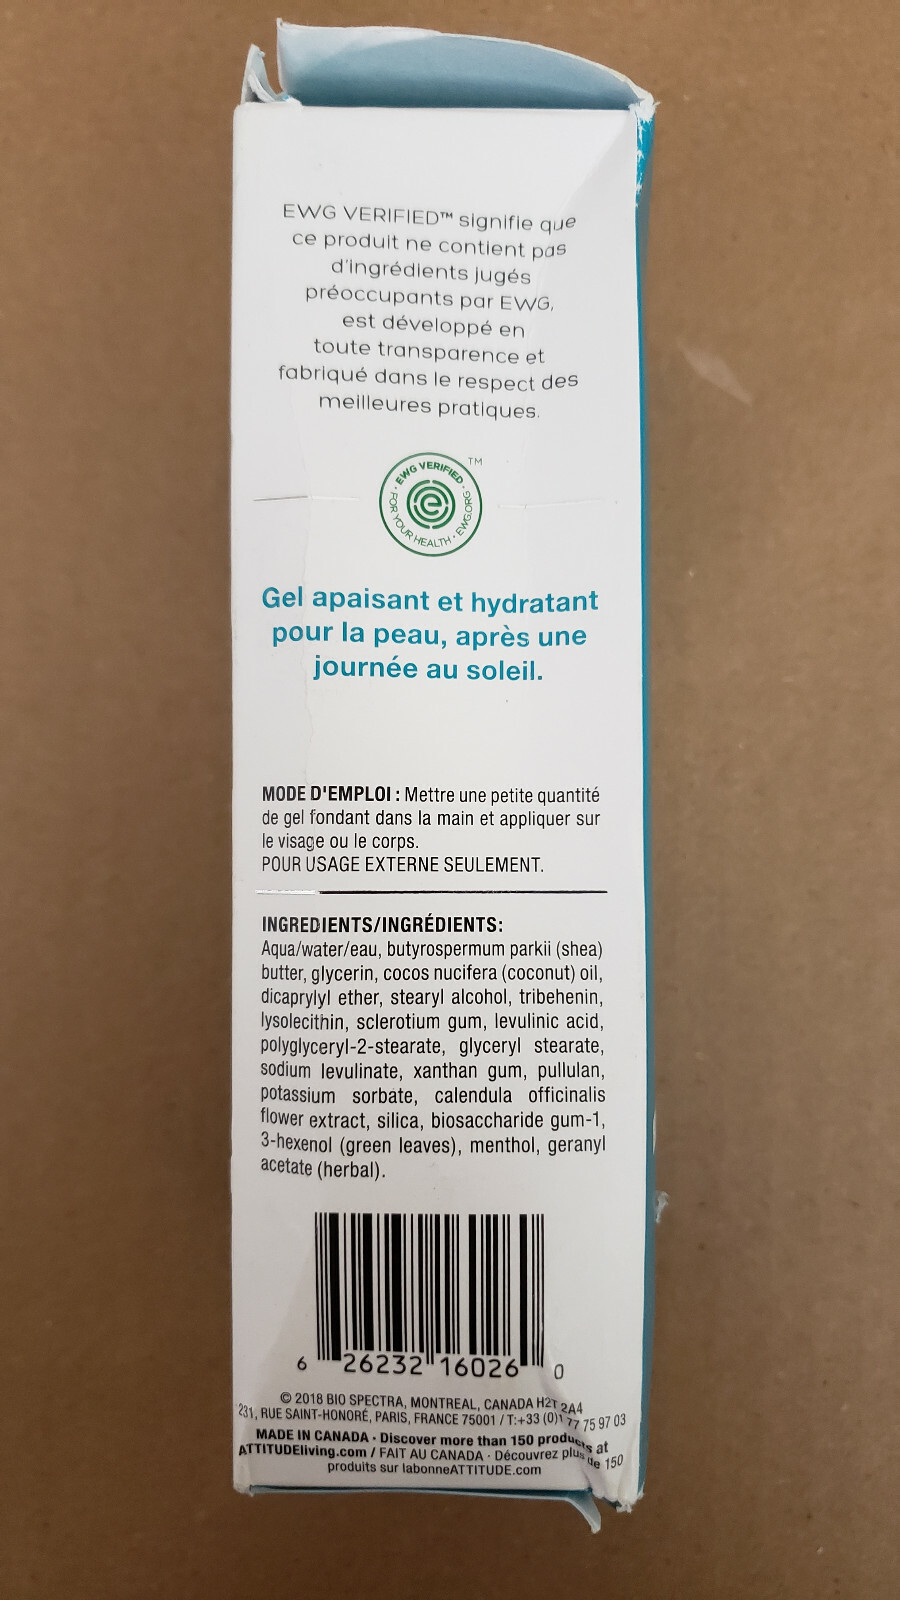 EWG VERIFIED™ signifie que
ce produit ne contient pas
d'ingrédients jugés
préoccupants par EWG,
est développé en
toute transparence et
fabriqué dans le respect des
meilleures pratiques.
EWG VERIFIED · EWG.ORG · FOR YOUR HEALTH · ™
Gel apaisant et hydratant
pour la peau, après une
journée au soleil.
MODE D'EMPLOI : Mettre une petite quantité
de gel fondant dans la main et appliquer sur
le visage ou le corps.
POUR USAGE EXTERNE SEULEMENT.
INGREDIENTS/INGRÉDIENTS:
Aqua/water/eau, butyrospermum parkii (shea)
butter, glycerin, cocos nucifera (coconut) oil,
dicaprylyl ether, stearyl alcohol, tribehenin,
lysolecithin, sclerotium gum, levulinic acid,
polyglyceryl-2-stearate, glyceryl stearate,
sodium levulinate, xanthan gum, pullulan,
potassium sorbate, calendula officinalis
flower extract, silica, biosaccharide gum-1,
3-hexenol (green leaves), menthol, geranyl
acetate (herbal).
6 26232 16026 0
© 2018 BIO SPECTRA, MONTREAL, CANADA H2T 2A4
231, RUE SAINT-HONORÉ, PARIS, FRANCE 75001 / T:+33 (0)1 77 75 97 03
MADE IN CANADA · Discover more than 150 products at
ATTITUDEliving.com / FAIT AU CANADA · Découvrez plus de 150
produits sur labonneATTITUDE.com